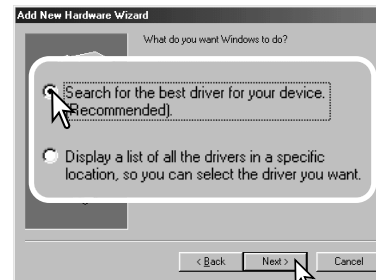 Add New Hardware Wizard
What do you want Windows to do?
Search for the best driver for your device.
(Recommended).
Display a list of all the drivers in a specific
location, so you can select the driver you want.
< Back
Next >
Cancel